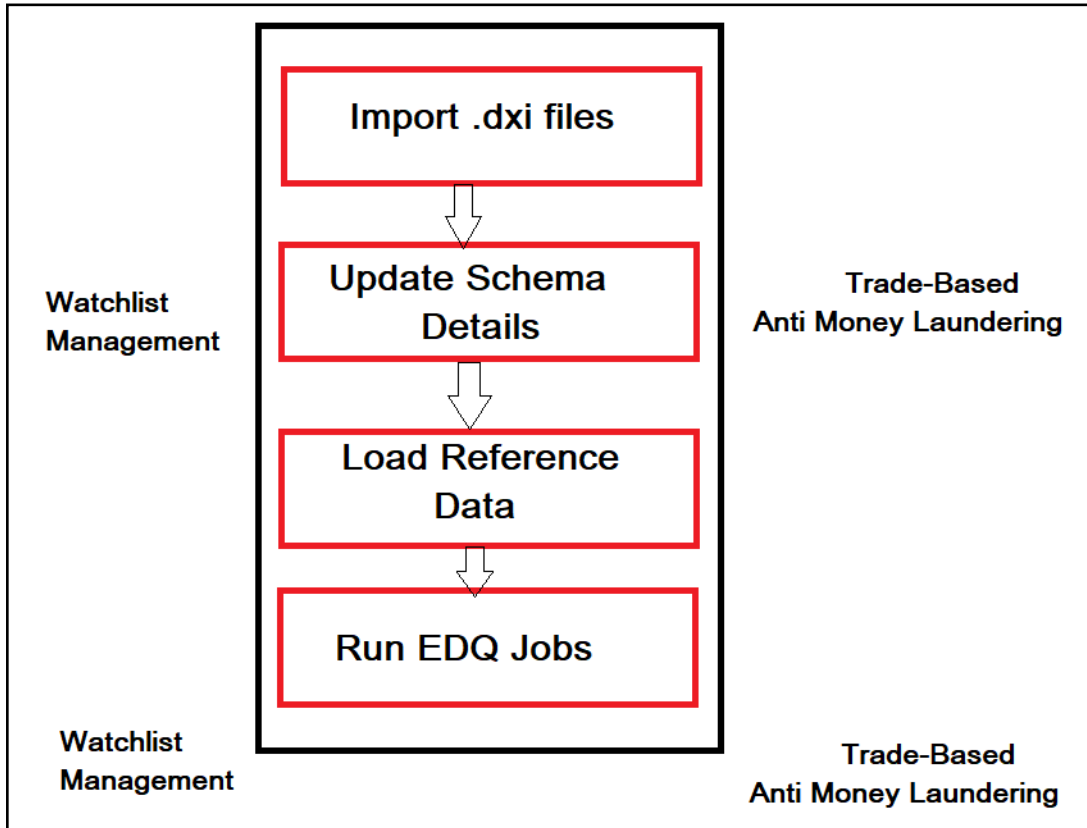 Import .dxi files
Update Schema
Details
Watchlist
Management
Trade-Based
Anti Money Laundering
Load Reference
Data
Run EDQ Jobs
Watchlist
Management
Trade-Based
Anti Money Laundering